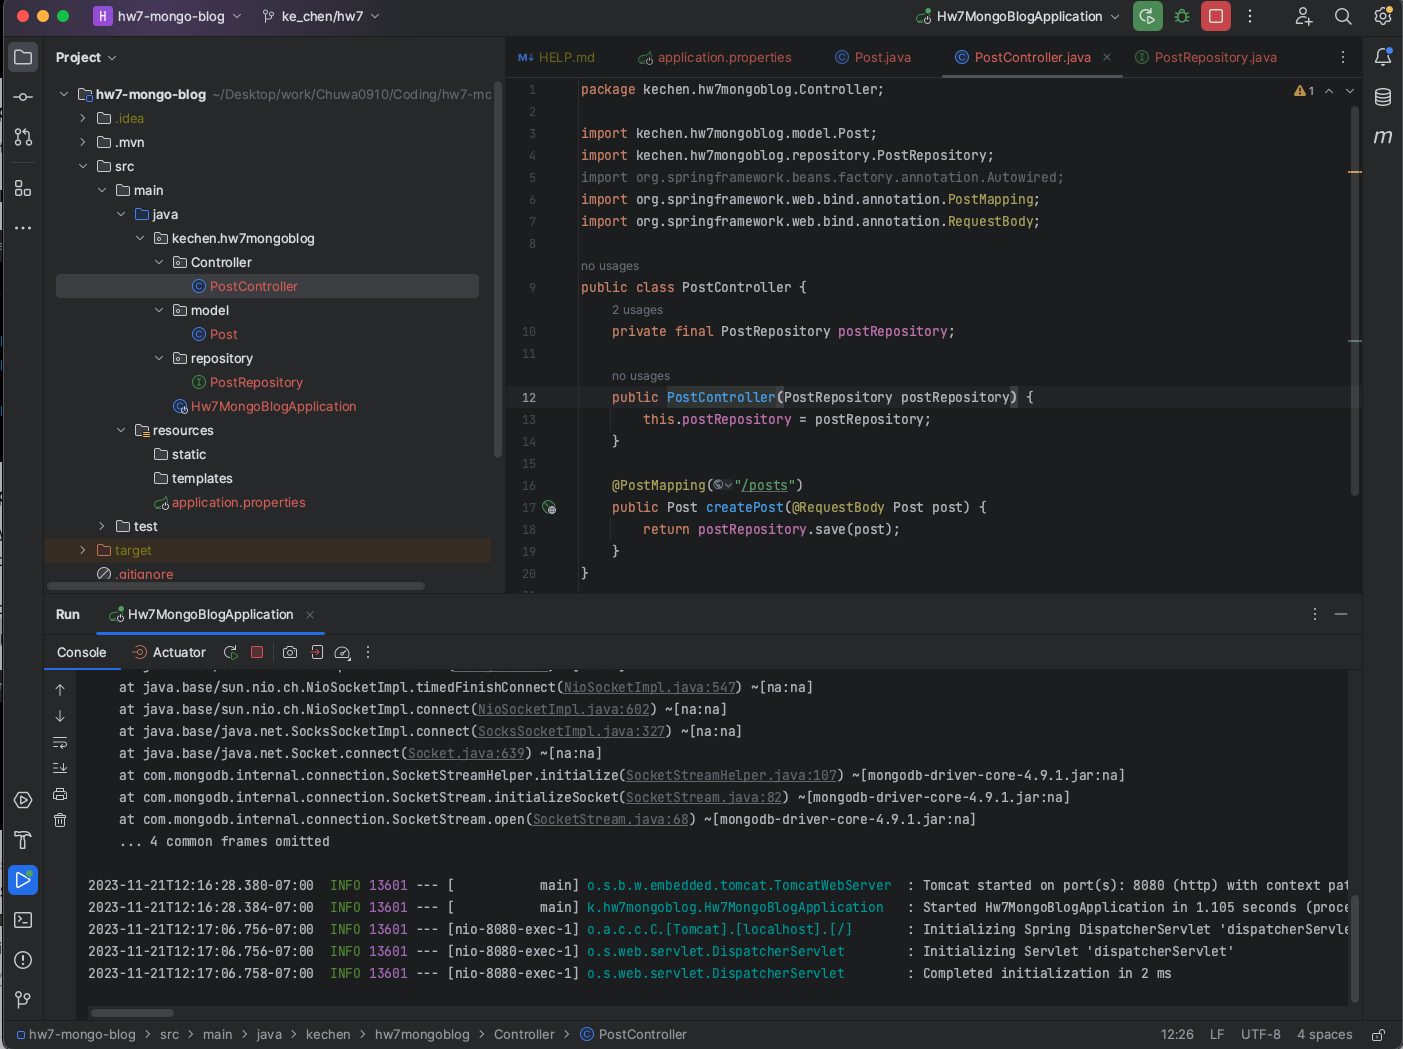 H hw7-mongo-blog ke_chen/hw7 Hw7MongoBlogApplication
Project
hw7-mongo-blog ~/Desktop/work/Chuwa0910/Coding/hw7-mo
.idea
.mvn
src
main
java
kechen.hw7mongoblog
Controller
PostController
model
Post
repository
PostRepository
Hw7MongoBlogApplication
resources
static
templates
application.properties
test
target
.gitignore
M↓ HELP.md application.properties Post.java PostController.java PostRepository.java
1 package kechen.hw7mongoblog.Controller;
1
2
3 import kechen.hw7mongoblog.model.Post;
4 import kechen.hw7mongoblog.repository.PostRepository;
5 import org.springframework.beans.factory.annotation.Autowired;
6 import org.springframework.web.bind.annotation.PostMapping;
7 import org.springframework.web.bind.annotation.RequestBody;
8
no usages
9 public class PostController {
2 usages
10 private final PostRepository postRepository;
11
no usages
12 public PostController(PostRepository postRepository) {
13 this.postRepository = postRepository;
14 }
15
16 @PostMapping("/posts")
17 public Post createPost(@RequestBody Post post) {
18 return postRepository.save(post);
19 }
20 }
m
Run Hw7MongoBlogApplication
Console Actuator
at java.base/sun.nio.ch.NioSocketImpl.timedFinishConnect(NioSocketImpl.java:547) ~[na:na]
at java.base/sun.nio.ch.NioSocketImpl.connect(NioSocketImpl.java:602) ~[na:na]
at java.base/java.net.SocksSocketImpl.connect(SocksSocketImpl.java:327) ~[na:na]
at java.base/java.net.Socket.connect(Socket.java:639) ~[na:na]
at com.mongodb.internal.connection.SocketStreamHelper.initialize(SocketStreamHelper.java:107) ~[mongodb-driver-core-4.9.1.jar:na]
at com.mongodb.internal.connection.SocketStream.initializeSocket(SocketStream.java:82) ~[mongodb-driver-core-4.9.1.jar:na]
at com.mongodb.internal.connection.SocketStream.open(SocketStream.java:68) ~[mongodb-driver-core-4.9.1.jar:na]
... 4 common frames omitted
2023-11-21T12:16:28.380-07:00 INFO 13601 --- [ main] o.s.b.w.embedded.tomcat.TomcatWebServer : Tomcat started on port(s): 8080 (http) with context pat
2023-11-21T12:16:28.384-07:00 INFO 13601 --- [ main] k.hw7mongoblog.Hw7MongoBlogApplication : Started Hw7MongoBlogApplication in 1.105 seconds (proce
2023-11-21T12:17:06.756-07:00 INFO 13601 --- [nio-8080-exec-1] o.a.c.c.C.[Tomcat].[localhost].[/] : Initializing Spring DispatcherServlet 'dispatcherServle
2023-11-21T12:17:06.756-07:00 INFO 13601 --- [nio-8080-exec-1] o.s.web.servlet.DispatcherServlet : Initializing Servlet 'dispatcherServlet'
2023-11-21T12:17:06.758-07:00 INFO 13601 --- [nio-8080-exec-1] o.s.web.servlet.DispatcherServlet : Completed initialization in 2 ms
hw7-mongo-blog > src > main > java > kechen > hw7mongoblog > Controller > PostController 12:26 LF UTF-8 4 spaces